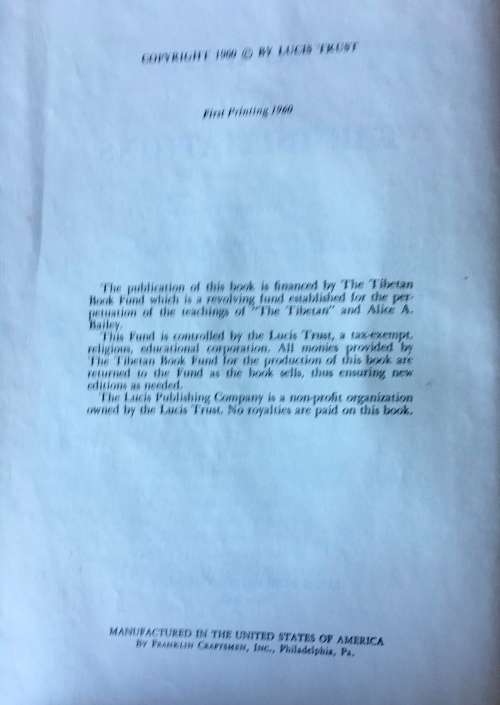 COPYRIGHT 1960 © BY LUCIS TRUST
First Printing 1960
The publication of this book is financed by The Tibetan
Book Fund which is a revolving fund established for the per-
petuation of the teachings of "The Tibetan" and Alice A.
Bailey.
This Fund is controlled by the Lucis Trust, a tax-exempt,
religious, educational corporation. All monies provided by
The Tibetan Book Fund for the production of this book are
returned to the Fund as the book sells, thus ensuring new
editions as needed.
The Lucis Publishing Company is a non-profit organization
owned by the Lucis Trust. No royalties are paid on this book.
MANUFACTURED IN THE UNITED STATES OF AMERICA
BY FRANKLIN CRAFTSMEN, INC., Philadelphia, Pa.